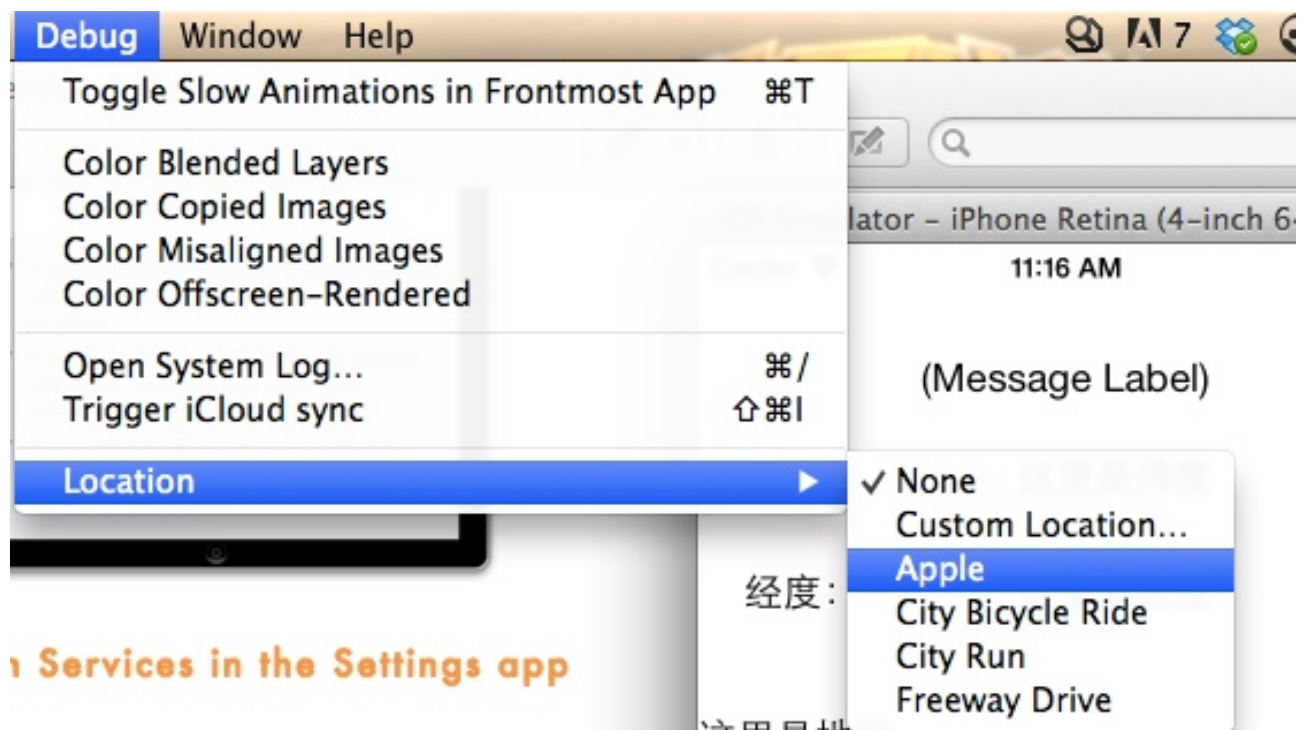 Debug Window Help
7
Toggle Slow Animations in Frontmost App ⌘T
Color Blended Layers
Color Copied Images
Color Misaligned Images
Color Offscreen-Rendered
Open System Log...
⌘/
Trigger iCloud sync
⇧⌘I
Location
lator – iPhone Retina (4-inch 6
11:16 AM
(Message Label)
✓ None
Custom Location...
Apple
City Bicycle Ride
City Run
Freeway Drive
经度:
Services in the Settings app